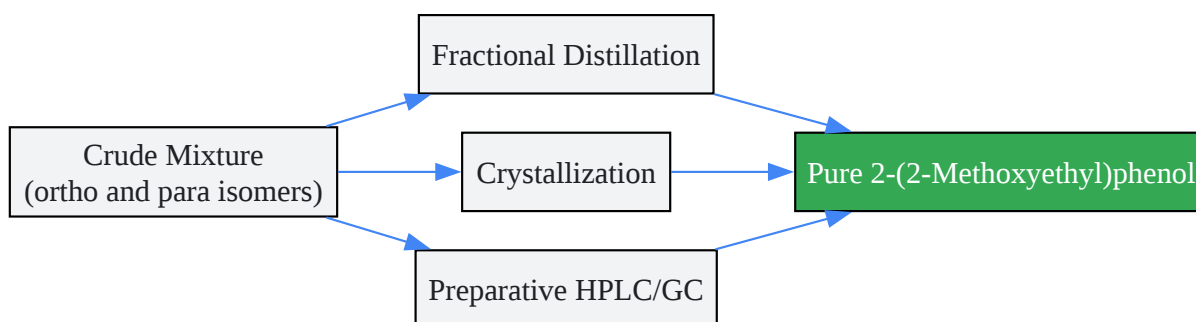 Fractional Distillation
Crude Mixture
(ortho and para isomers)
Crystallization
Pure 2-(2-Methoxyethyl)phenol
Preparative HPLC/GC